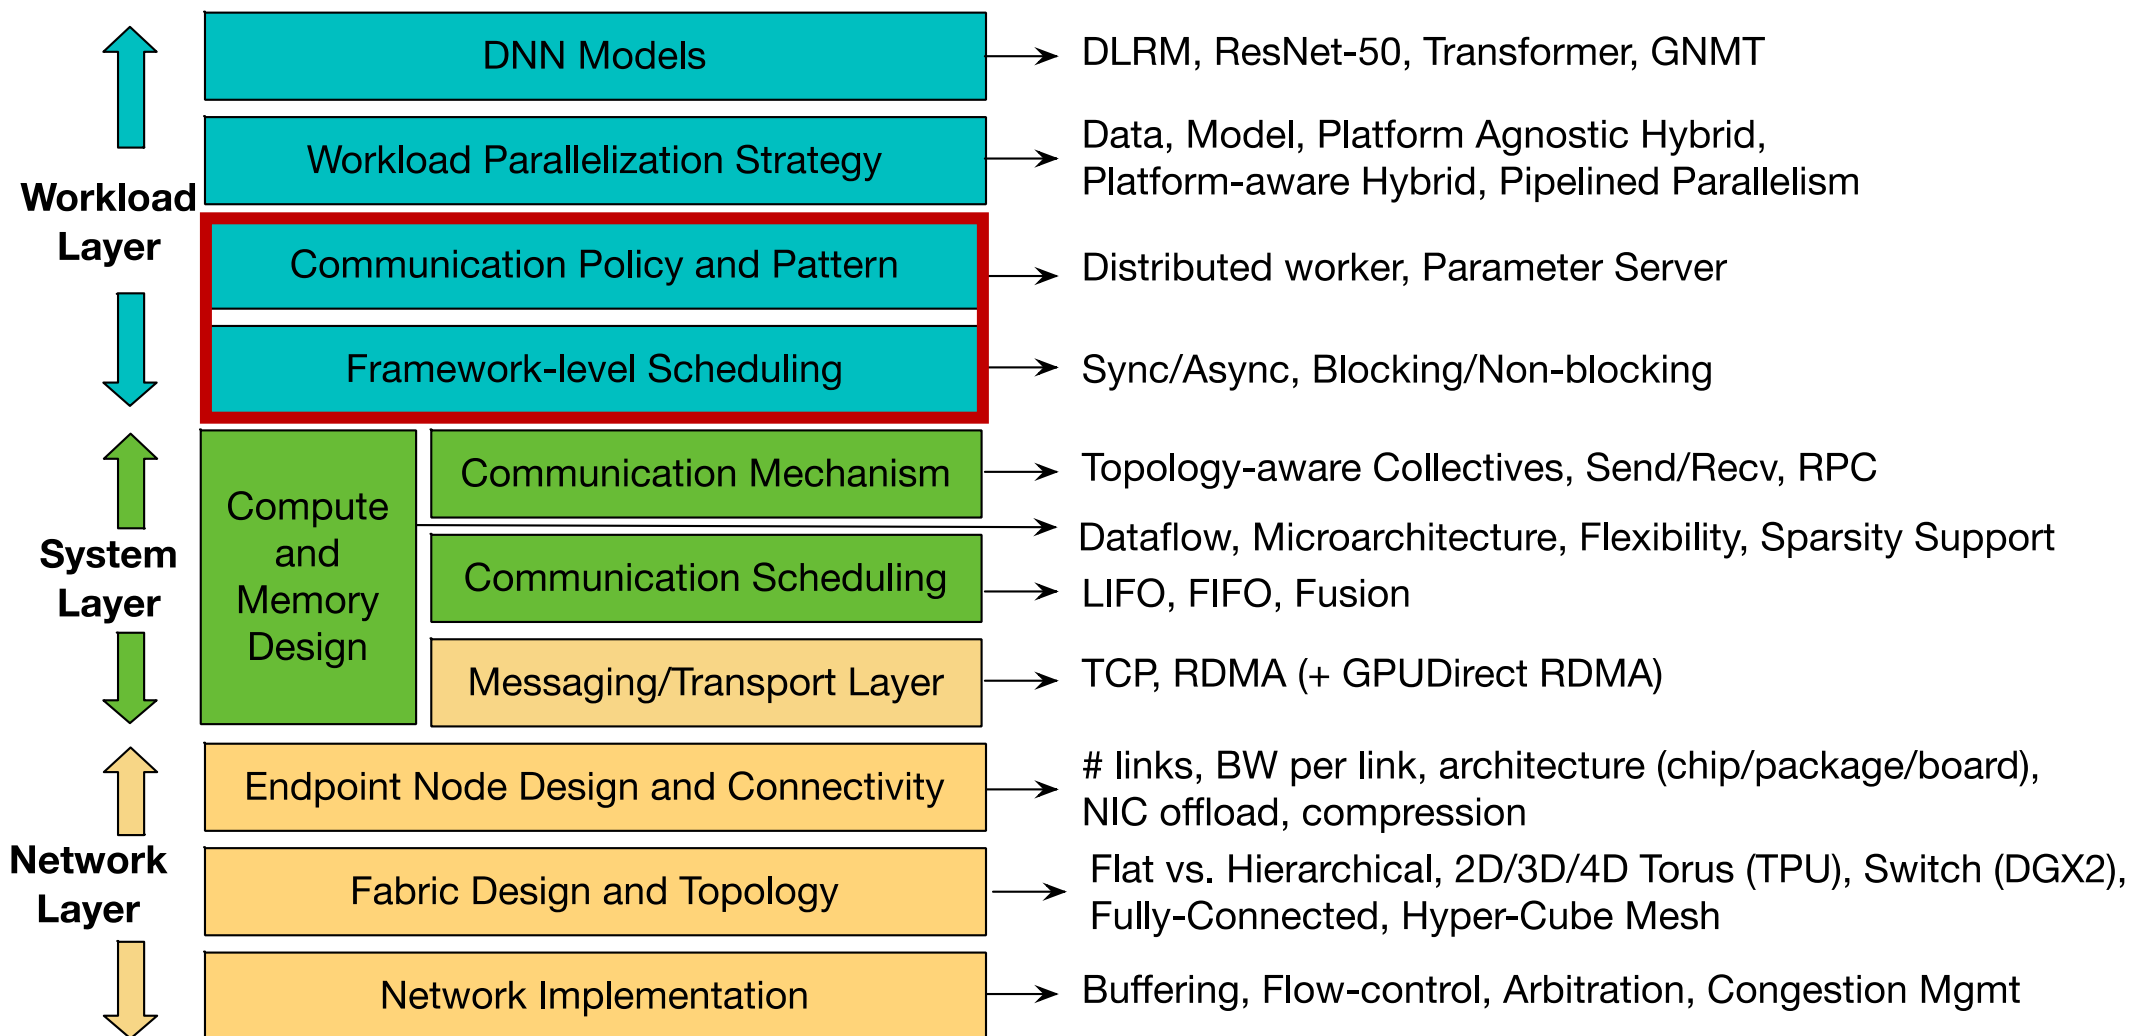 DNN Models
DLRM, ResNet-50, Transformer, GNMT
Workload Parallelization Strategy
Data, Model, Platform Agnostic Hybrid,
Platform-aware Hybrid, Pipelined Parallelism
Workload
Layer
Communication Policy and Pattern
Distributed worker, Parameter Server
Framework-level Scheduling
Sync/Async, Blocking/Non-blocking
System
Layer
Compute
and
Memory
Design
Communication Mechanism
Topology-aware Collectives, Send/Recv, RPC
Dataflow, Microarchitecture, Flexibility, Sparsity Support
Communication Scheduling
LIFO, FIFO, Fusion
Messaging/Transport Layer
TCP, RDMA (+ GPUDirect RDMA)
Network
Layer
Endpoint Node Design and Connectivity
# links, BW per link, architecture (chip/package/board),
NIC offload, compression
Fabric Design and Topology
Flat vs. Hierarchical, 2D/3D/4D Torus (TPU), Switch (DGX2),
Fully-Connected, Hyper-Cube Mesh
Network Implementation
Buffering, Flow-control, Arbitration, Congestion Mgmt